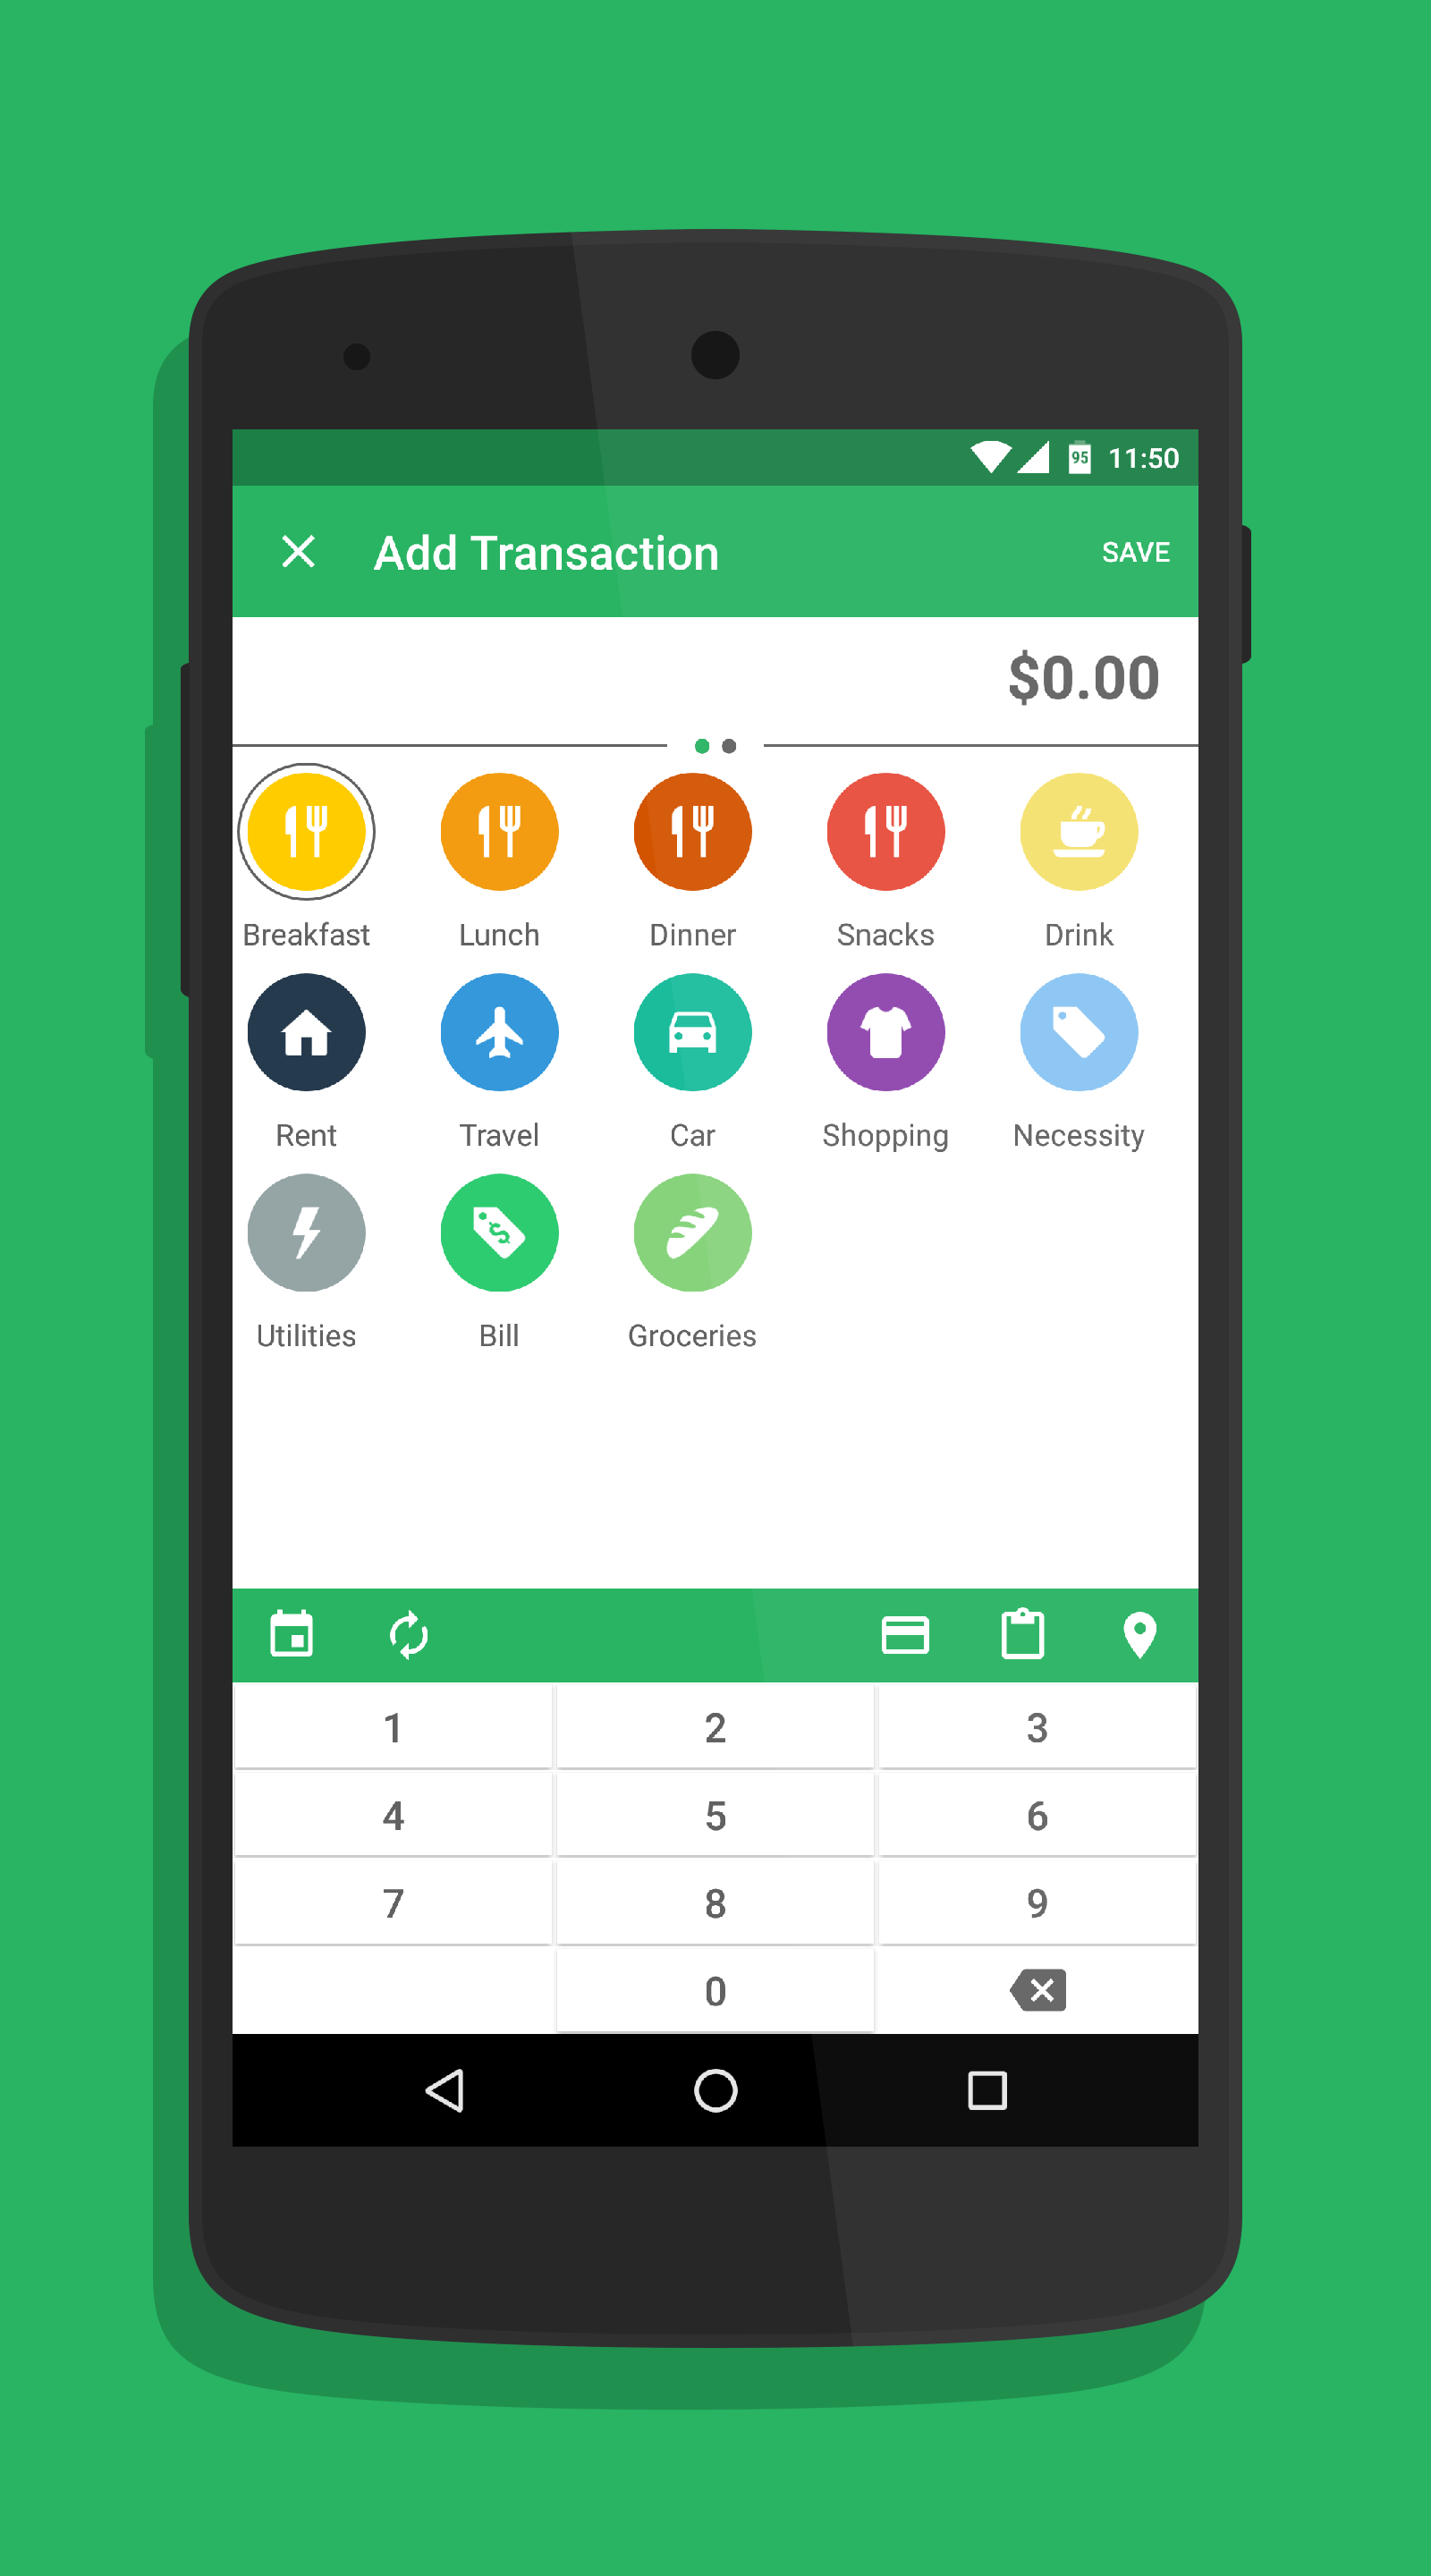 95 11:50
Add Transaction SAVE
$0.00
Breakfast Lunch Dinner Snacks Drink
Rent Travel Car Shopping Necessity
$
Utilities Bill Groceries
1 2 3
4 5 6
7 8 9
0